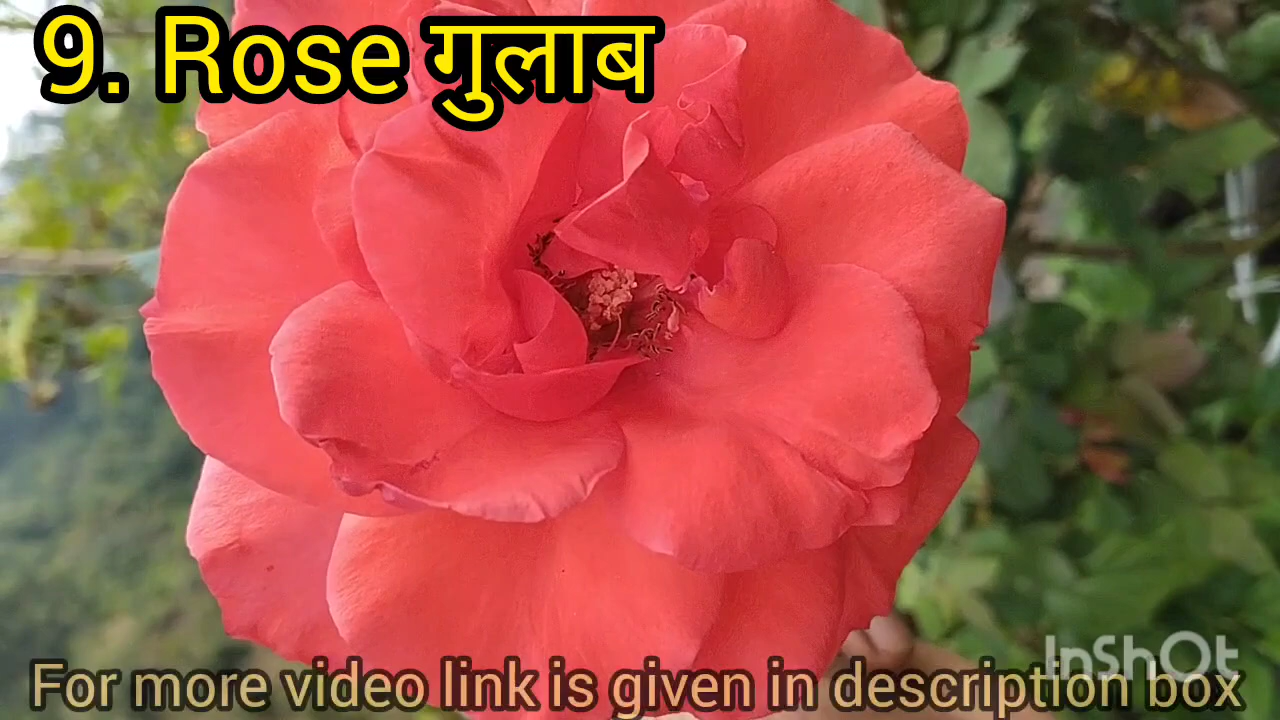 9. Rose गुलाब
InShOt
For more video link is given in description box